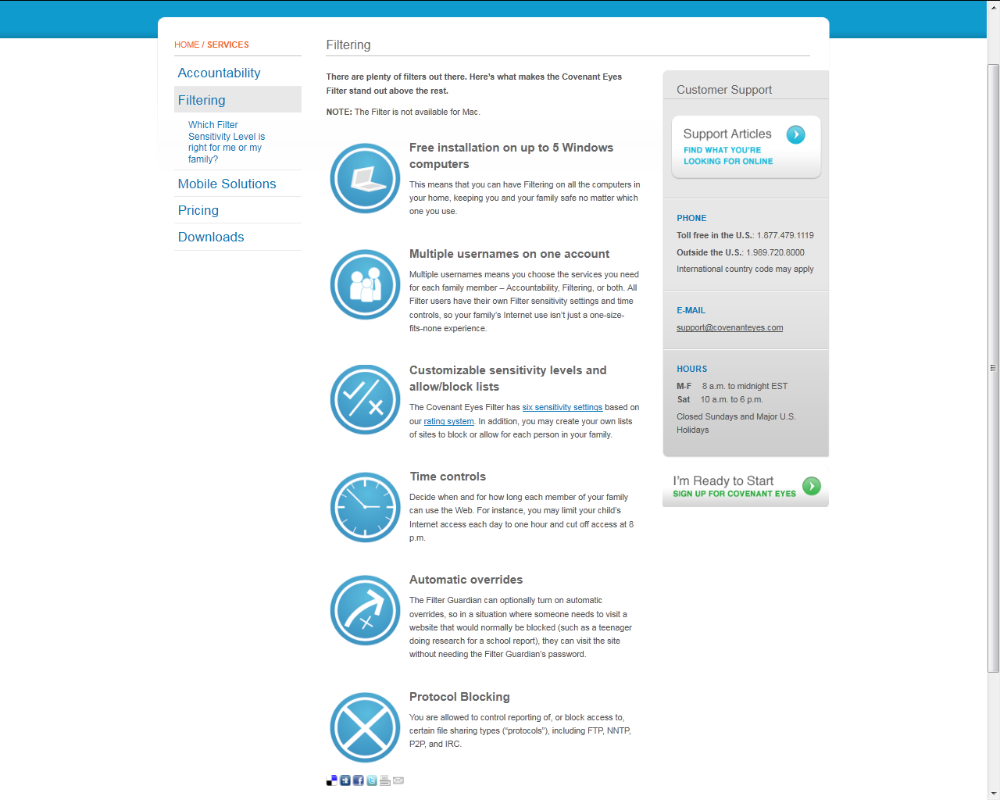 HOME / SERVICES
Accountability
Filtering
Which Filter
Sensitivity Level is
right for me or my
family?
Mobile Solutions
Pricing
Downloads
Filtering
There are plenty of filters out there. Here's what makes the Covenant Eyes
Filter stand out above the rest.
NOTE: The Filter is not available for Mac.
Free installation on up to 5 Windows
computers
This means that you can have Filtering on all the computers in
your home, keeping you and your family safe no matter which
one you use.
Multiple usernames on one account
Multiple usernames means you choose the services you need
for each family member – Accountability, Filtering, or both. All
Filter users have their own Filter sensitivity settings and time
controls, so your family's Internet use isn't just a one-size-
fits-none experience.
Customizable sensitivity levels and
allow/block lists
The Covenant Eyes Filter has six sensitivity settings based on
our rating system. In addition, you may create your own lists
of sites to block or allow for each person in your family.
Time controls
Decide when and for how long each member of your family
can use the Web. For instance, you may limit your child's
Internet access each day to one hour and cut off access at 8
p.m.
Automatic overrides
The Filter Guardian can optionally turn on automatic
overrides, so in a situation where someone needs to visit a
website that would normally be blocked (such as a teenager
doing research for a school report), they can visit the site
without needing the Filter Guardian's password.
Protocol Blocking
You are allowed to control reporting of, or block access to,
certain file sharing types (“protocols”), including FTP, NNTP,
P2P, and IRC.
Customer Support
Support Articles
FIND WHAT YOU'RE
LOOKING FOR ONLINE
PHONE
Toll free in the U.S.: 1.877.479.1119
Outside the U.S.: 1.989.720.8000
International country code may apply
E-MAIL
support@covenanteyes.com
HOURS
M-F 8 a.m. to midnight EST
Sat 10 a.m. to 6 p.m.
Closed Sundays and Major U.S.
Holidays
I'm Ready to Start
SIGN UP FOR COVENANT EYES